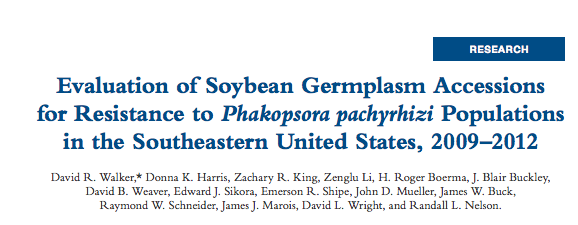 RESEARCH
Evaluation of Soybean Germplasm Accessions
for Resistance to Phakopsora pachyrhizi Populations
in the Southeastern United States, 2009–2012
David R. Walker,* Donna K. Harris, Zachary R. King, Zenglu Li, H. Roger Boerma, J. Blair Buckley,
David B. Weaver, Edward J. Sikora, Emerson R. Shipe, John D. Mueller, James W. Buck,
Raymond W. Schneider, James J. Marois, David L. Wright, and Randall L. Nelson.